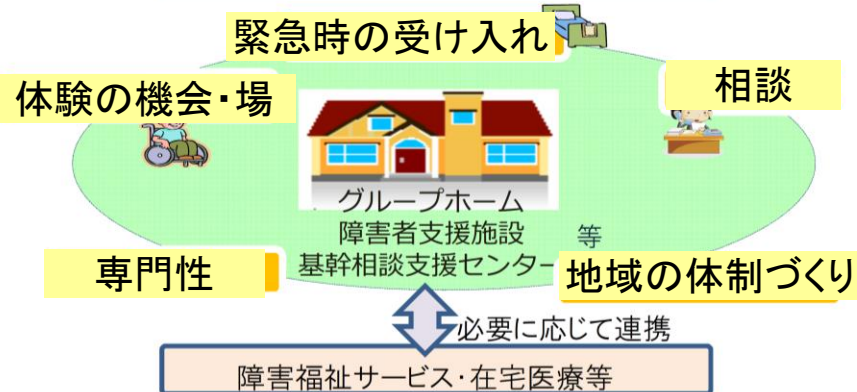 緊急時の受け入れ
体験の機会・場
相談
グループホーム
障害者支援施設 等
基幹相談支援センター
専門性
地域の体制づくり
必要に応じて連携
障害福祉サービス・在宅医療等